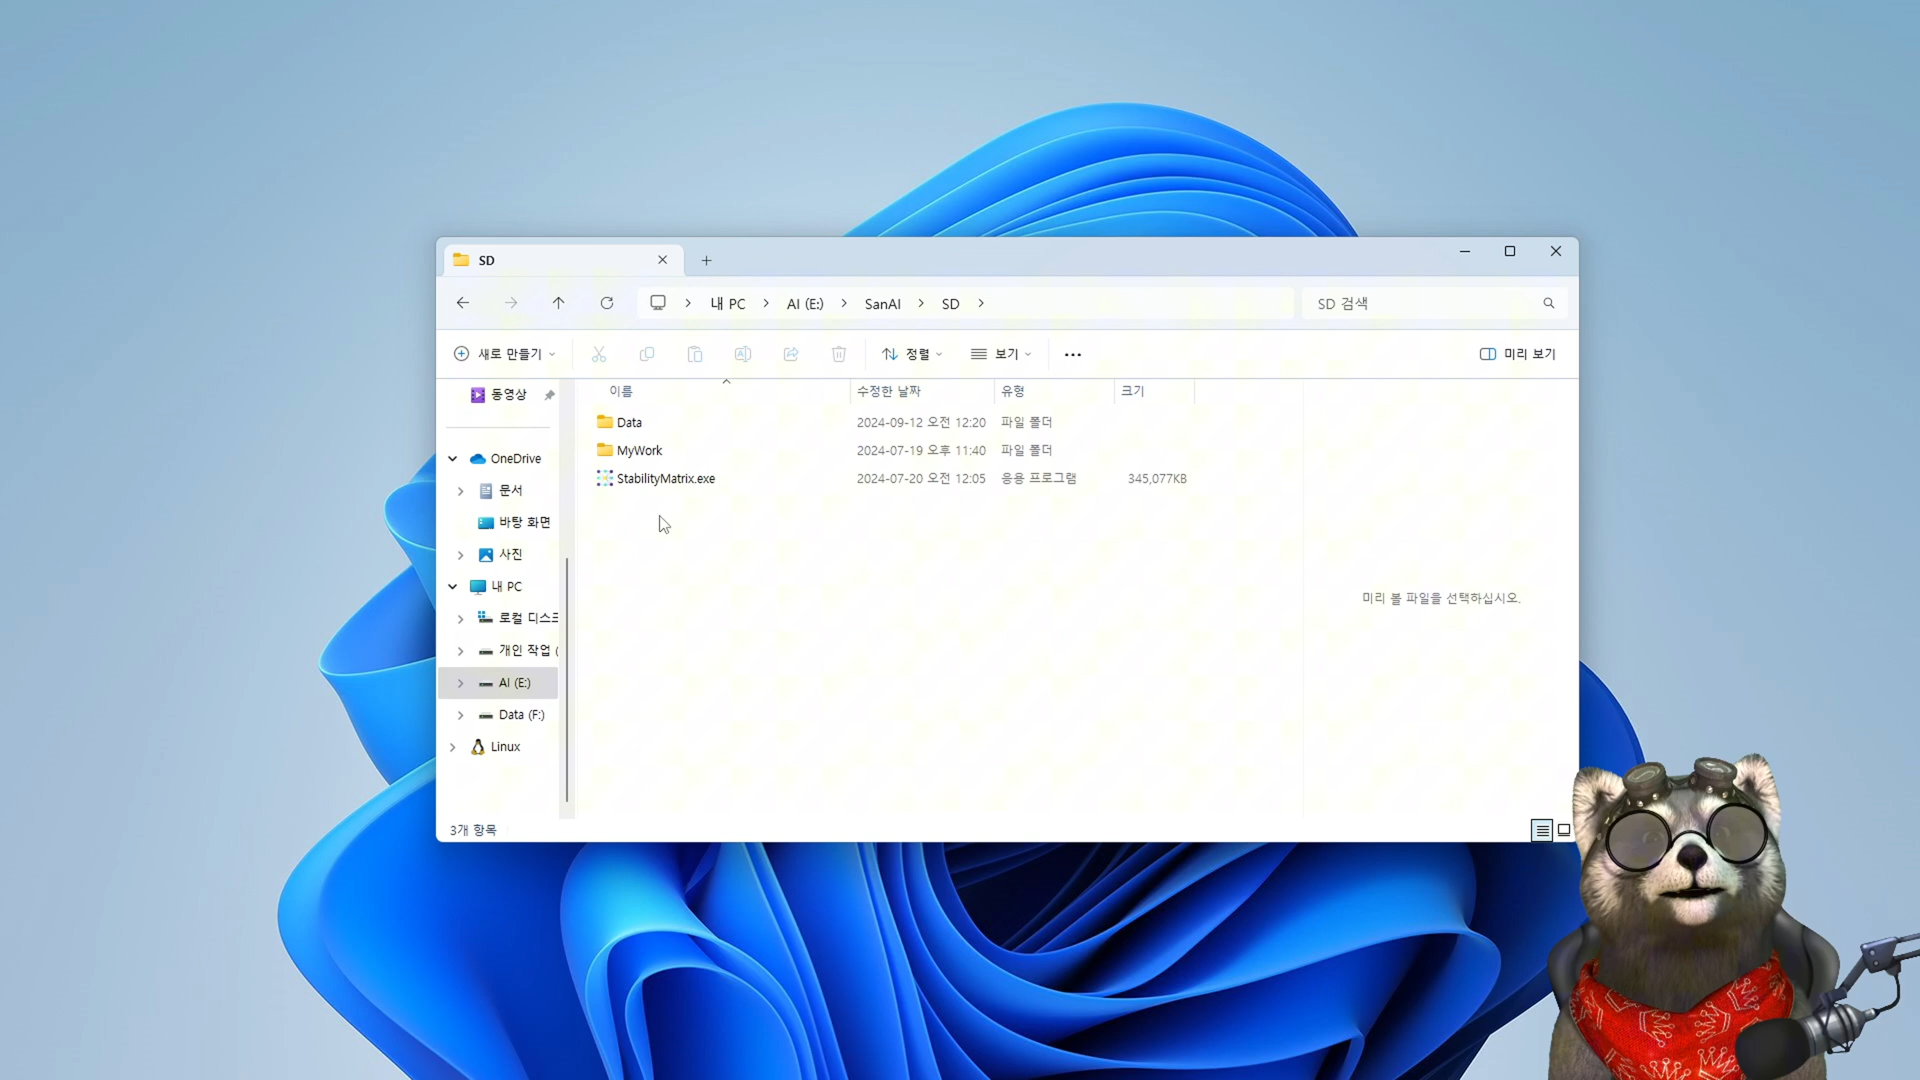 SD
내 PC
AI (E:)
SanAI
SD
SD 검색
새로 만들기
정렬
보기
미리 보기
동영상
OneDrive
문서
바탕 화면
사진
내 PC
로컬 디스크
개인 작업 (
AI (E:)
Data (F:)
Linux
이름 수정한 날짜 유형 크기
Data 2024-09-12 오전 12:20 파일 폴더
MyWork 2024-07-19 오후 11:40 파일 폴더
StabilityMatrix.exe 2024-07-20 오전 12:05 응용 프로그램 345,077KB
미리 볼 파일을 선택하십시오.
3개 항목